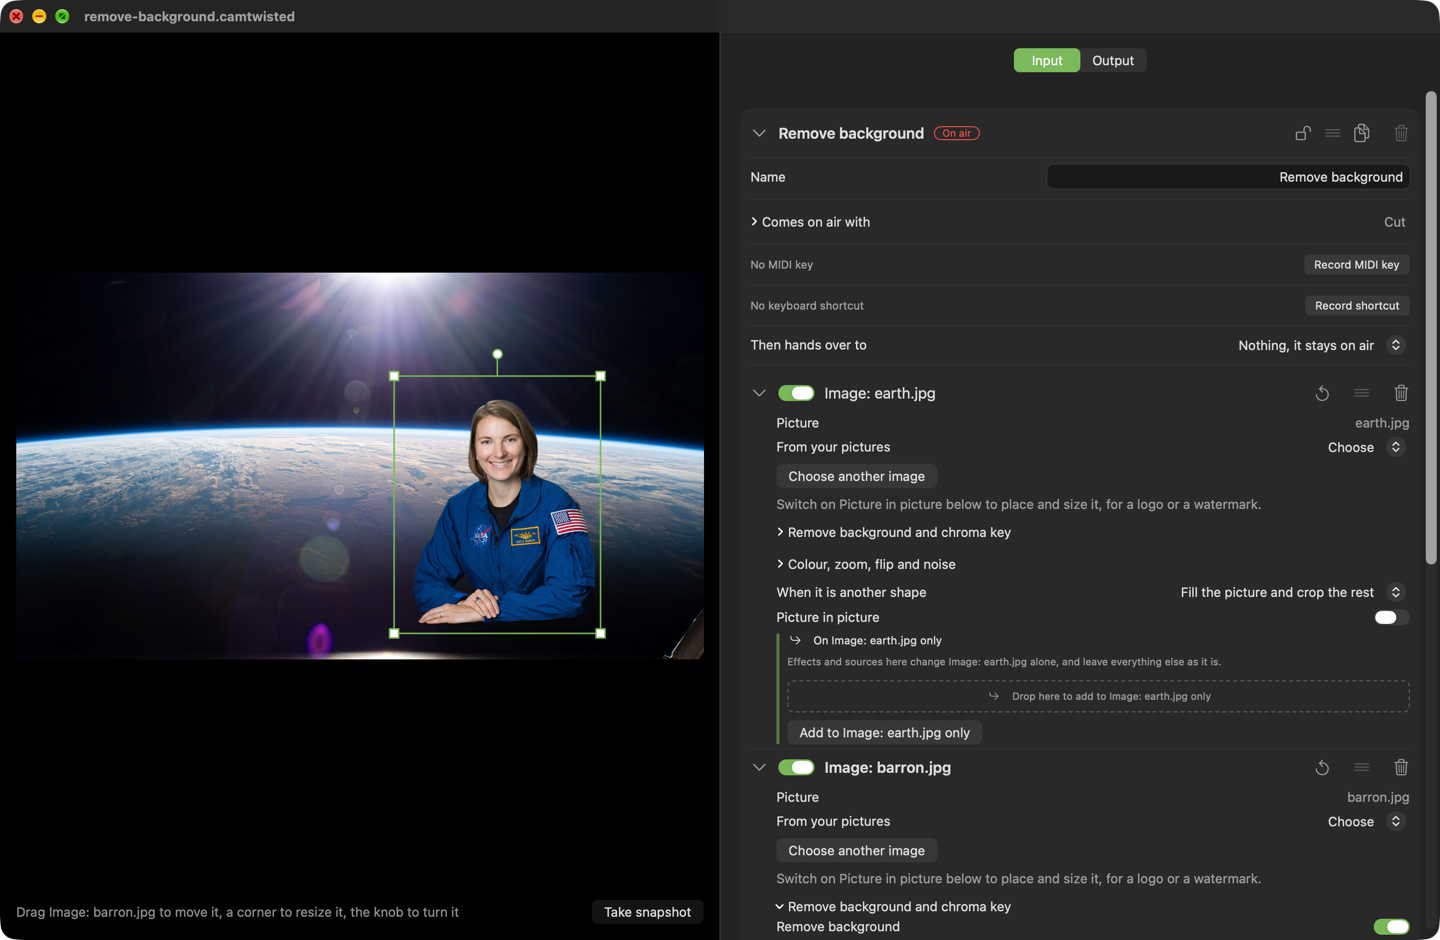 remove-background.camtwisted
Input
Output
Remove background
On air
Name
Remove background
Comes on air with
Cut
No MIDI key
Record MIDI key
No keyboard shortcut
Record shortcut
Then hands over to
Nothing, it stays on air
Image: earth.jpg
Picture
earth.jpg
From your pictures
Choose
Choose another image
Switch on Picture in picture below to place and size it, for a logo or a watermark.
Remove background and chroma key
Colour, zoom, flip and noise
When it is another shape
Fill the picture and crop the rest
Picture in picture
On Image: earth.jpg only
Effects and sources here change Image: earth.jpg alone, and leave everything else as it is.
Drop here to add to Image: earth.jpg only
Add to Image: earth.jpg only
Image: barron.jpg
Picture
barron.jpg
From your pictures
Choose
Choose another image
Switch on Picture in picture below to place and size it, for a logo or a watermark.
Remove background and chroma key
Remove background
NASA
Drag Image: barron.jpg to move it, a corner to resize it, the knob to turn it
Take snapshot